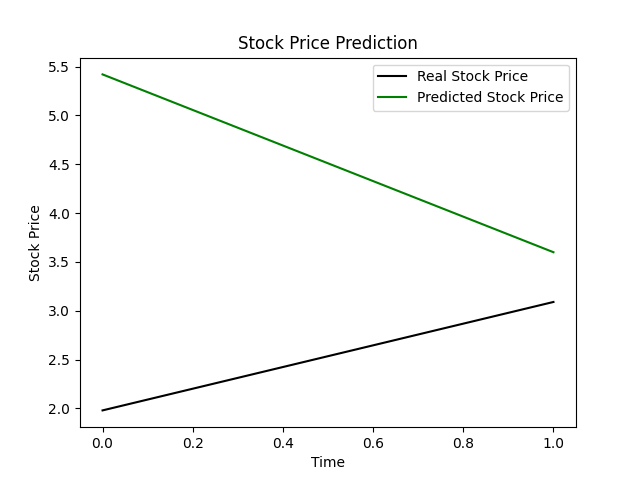 Stock Price Prediction
Real Stock Price
Predicted Stock Price
5.5
5.0
4.5
4.0
3.5
3.0
2.5
2.0
Stock Price
0.0 0.2 0.4 0.6 0.8 1.0
Time